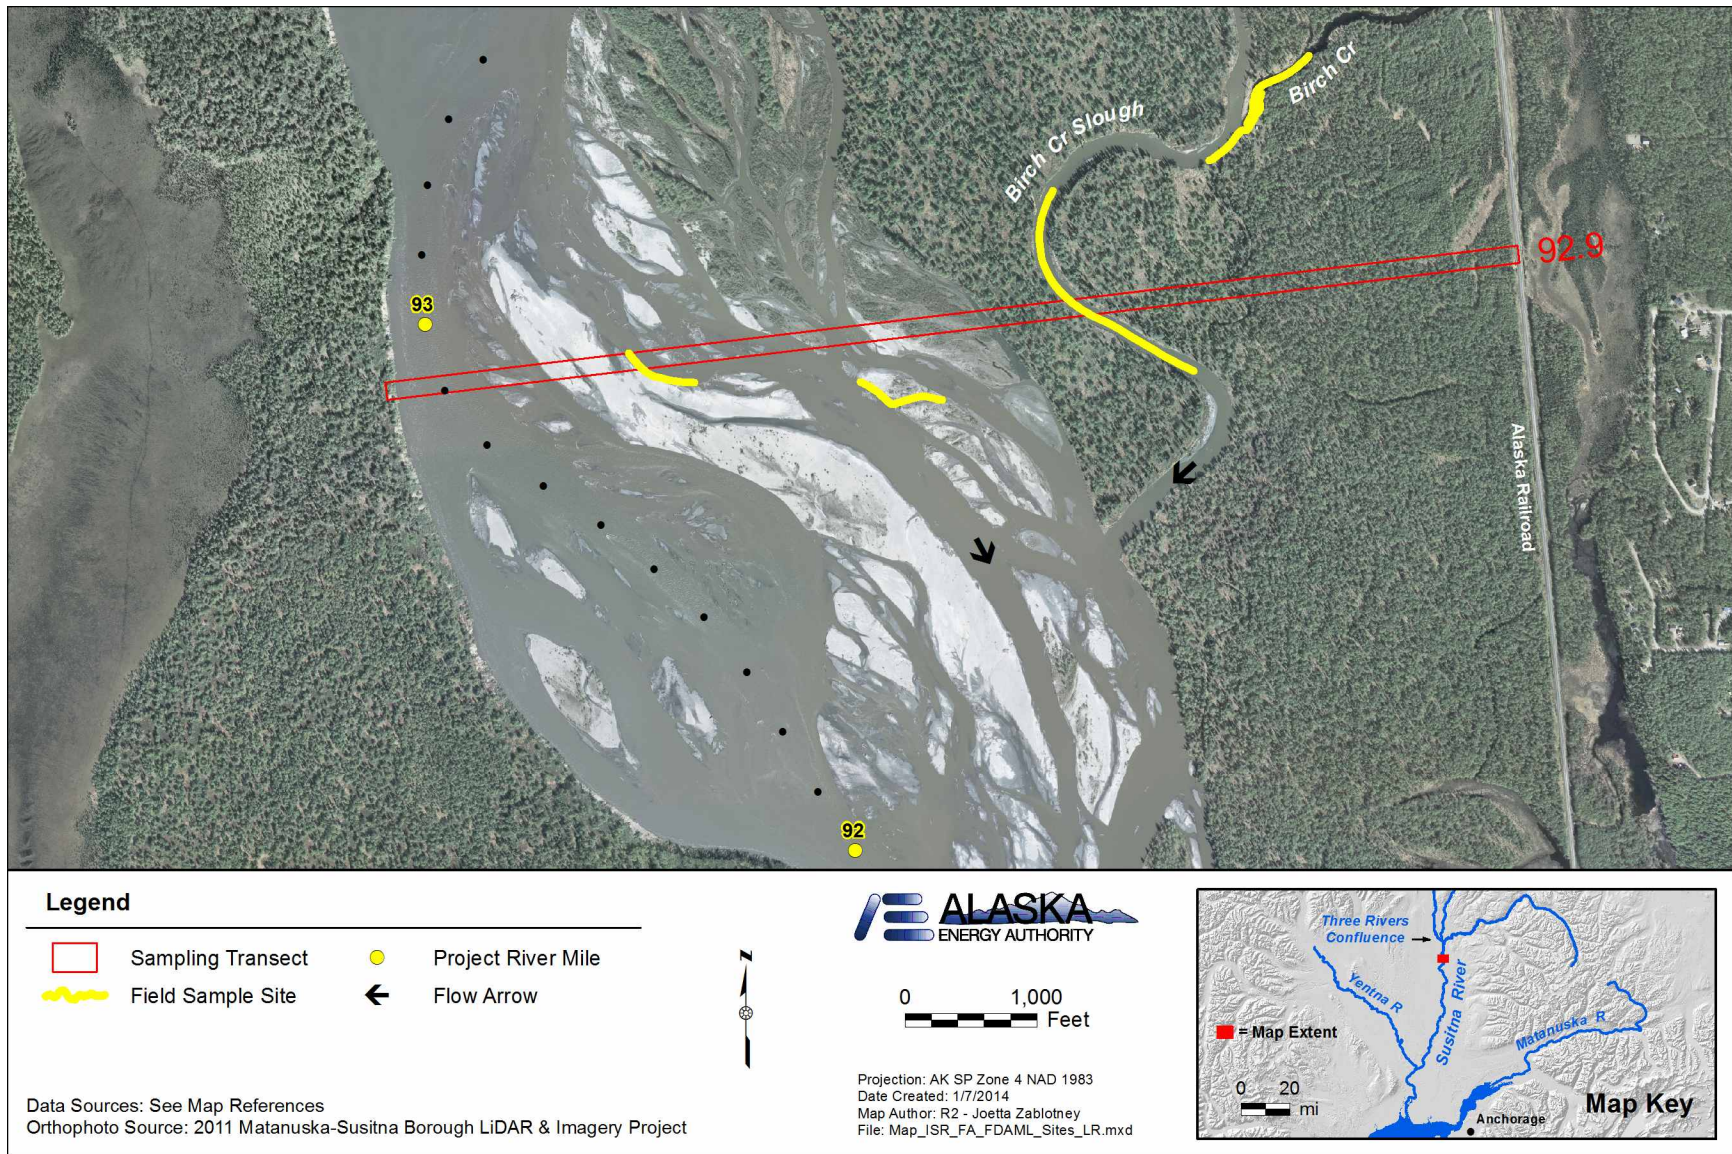 Birch Cr
Birch Cr Slough
92.9
93
Alaska Railroad
92
Legend
Sampling Transect
Project River Mile
Field Sample Site
Flow Arrow
Data Sources: See Map References
Orthophoto Source: 2011 Matanuska-Susitna Borough LiDAR & Imagery Project
N
ALASKA
ENERGY AUTHORITY
0 1,000
Feet
Projection: AK SP Zone 4 NAD 1983
Date Created: 1/7/2014
Map Author: R2 - Joetta Zablotney
File: Map_ISR_FA_FDAML_Sites_LR.mxd
Three Rivers
Confluence
Yentna R
Susitna River
Matanuska R
= Map Extent
0 20
mi
Anchorage
Map Key